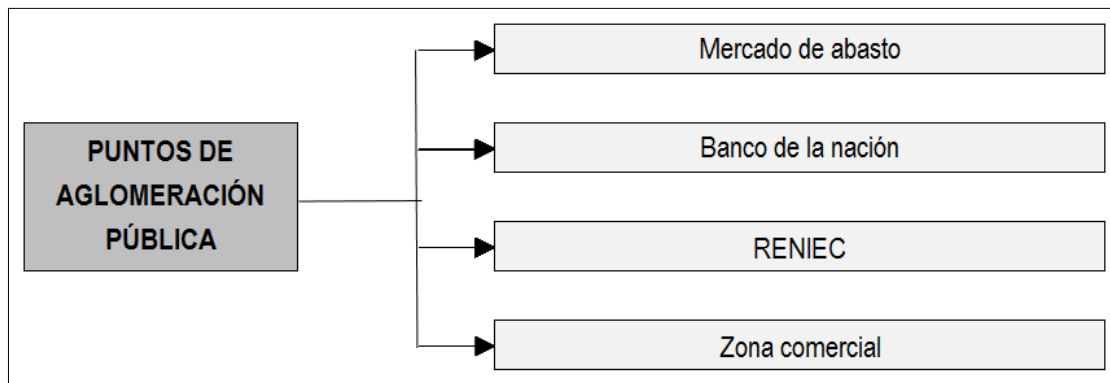 PUNTOS DE
AGLOMERACIÓN
PÚBLICA
Mercado de abasto
Banco de la nación
RENIEC
Zona comercial